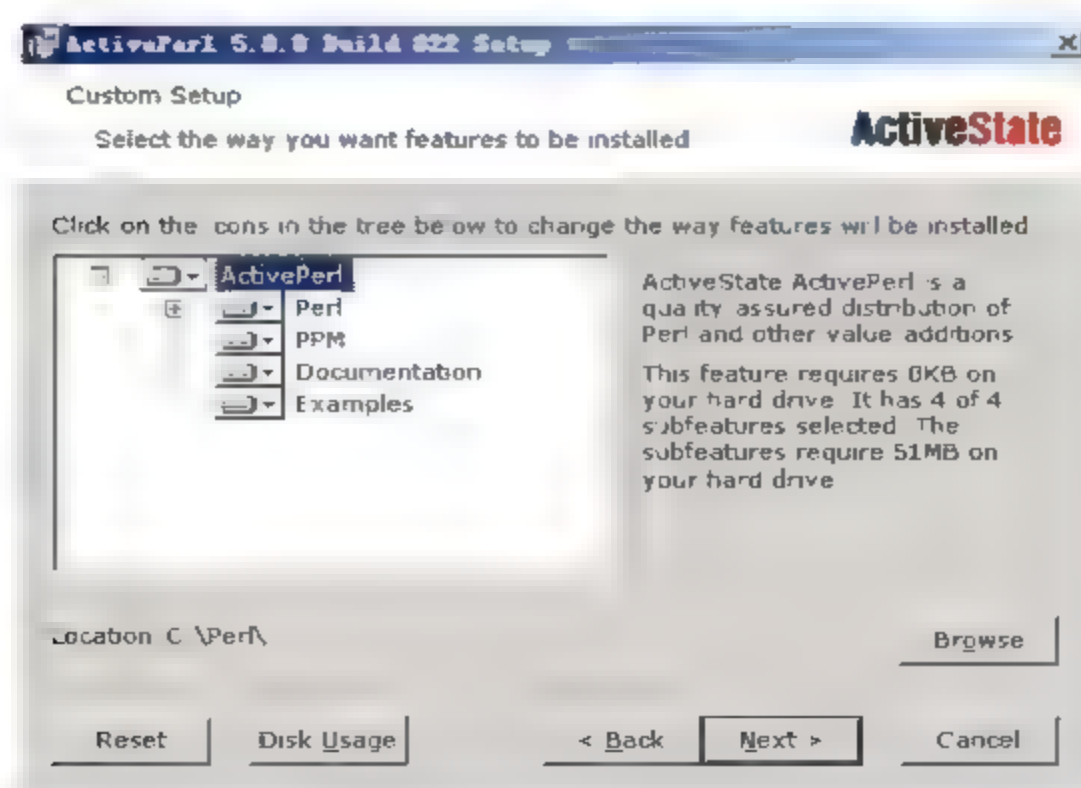 ActivePerl 5.8.8 Build 822 Setup
Custom Setup
Select the way you want features to be installed
ActiveState
Click on the icons in the tree below to change the way features will be installed
ActivePerl
Perl
PPM
Documentation
Examples
ActiveState ActivePerl is a
quality assured distribution of
Perl and other value additions
This feature requires 0KB on
your hard drive It has 4 of 4
subfeatures selected The
subfeatures require 51MB on
your hard drive
Location C \Perl\
Browse
Reset
Disk Usage
< Back
Next >
Cancel